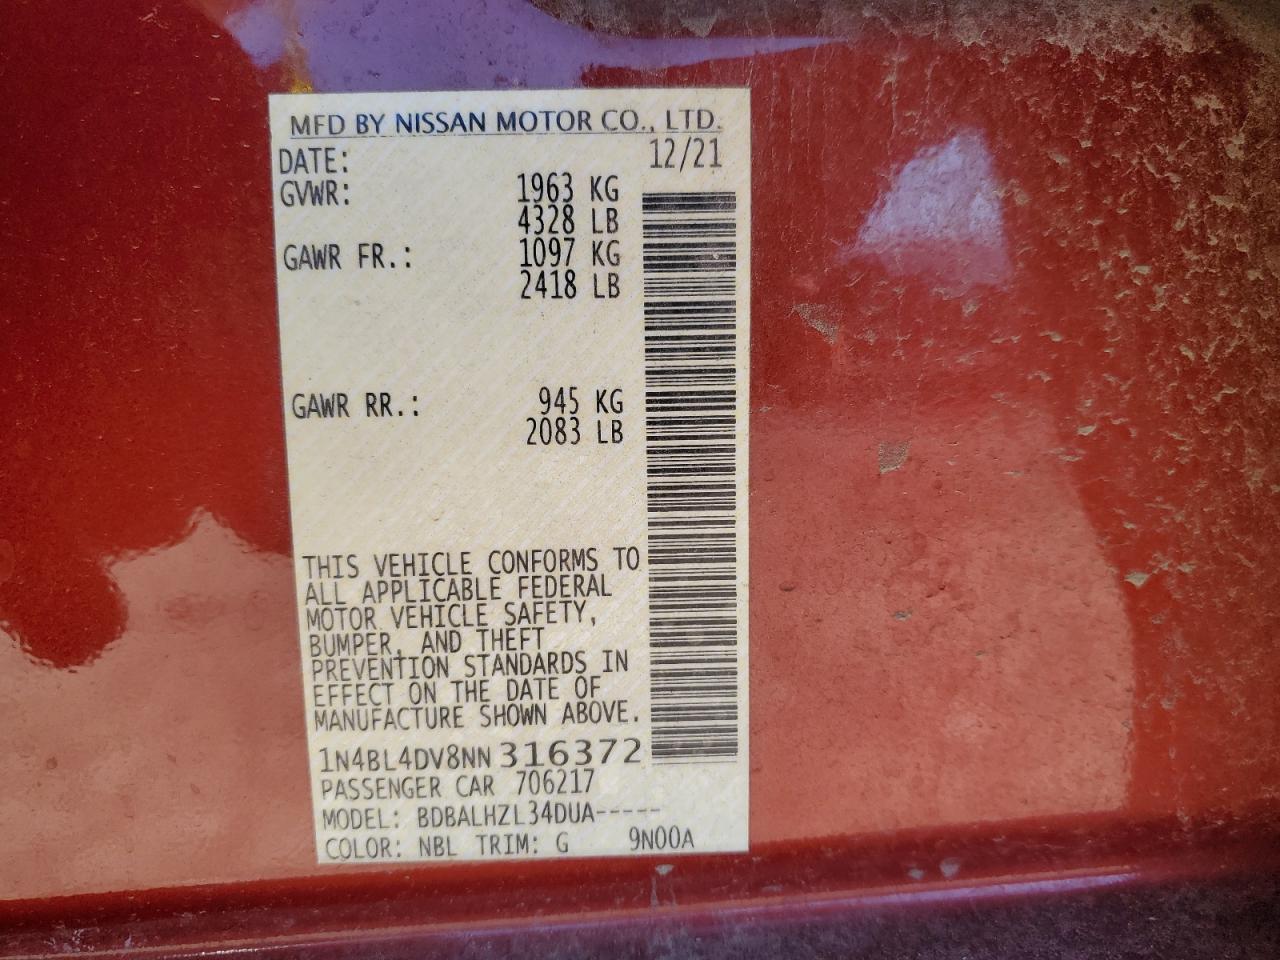 MFD BY NISSAN MOTOR CO., LTD.
DATE: 12/21
GVWR: 1963 KG
4328 LB
GAWR FR.: 1097 KG
2418 LB
GAWR RR.: 945 KG
2083 LB
THIS VEHICLE CONFORMS TO
ALL APPLICABLE FEDERAL
MOTOR VEHICLE SAFETY,
BUMPER, AND THEFT
PREVENTION STANDARDS IN
EFFECT ON THE DATE OF
MANUFACTURE SHOWN ABOVE.
1N4BL4DV8NN316372
PASSENGER CAR 706217
MODEL: BDBALHZL34DUA-----
COLOR: NBL TRIM: G 9N00A